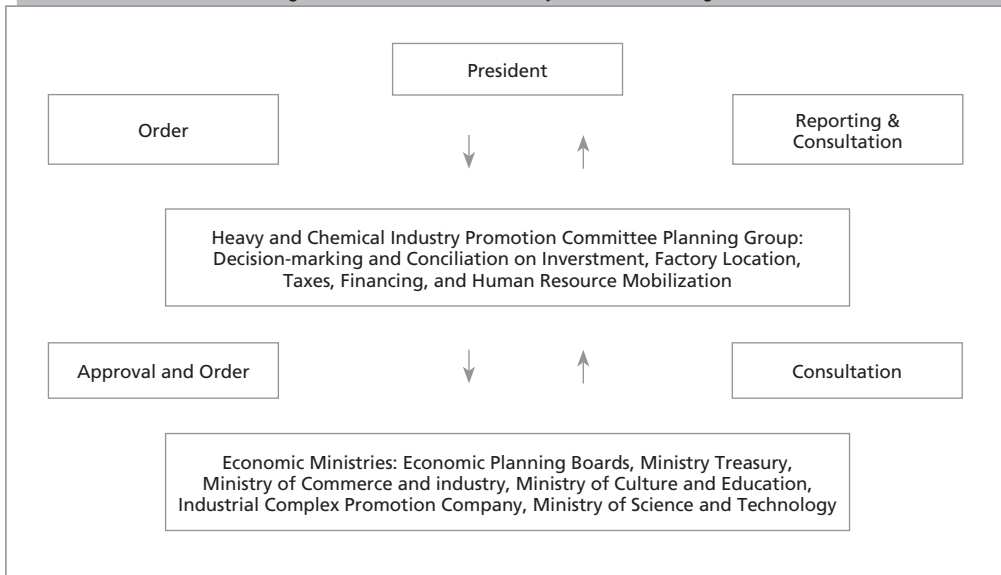 President
Order
Reporting &
Consultation
Heavy and Chemical Industry Promotion Committee Planning Group:
Decision-marking and Conciliation on Inverstment, Factory Location,
Taxes, Financing, and Human Resource Mobilization
Approval and Order
Consultation
Economic Ministries: Economic Planning Boards, Ministry Treasury,
Ministry of Commerce and industry, Ministry of Culture and Education,
Industrial Complex Promotion Company, Ministry of Science and Technology